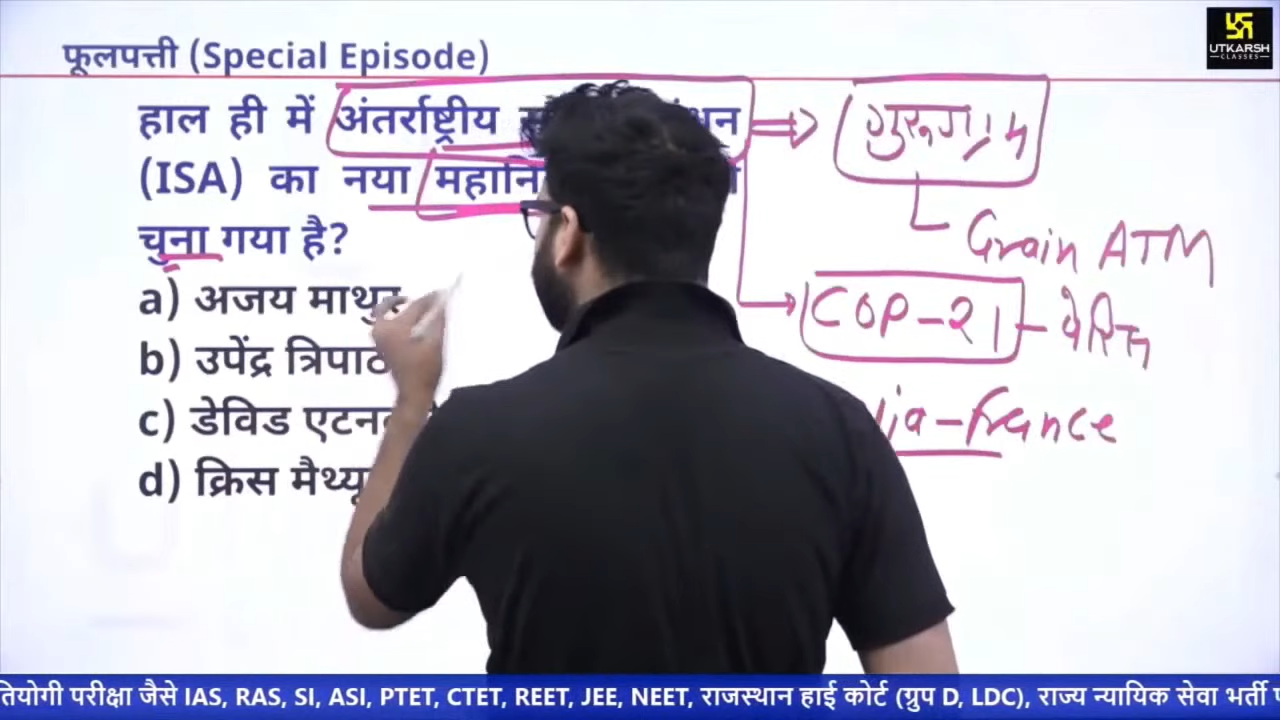 फूलपत्ती (Special Episode)
UTKARSH
CLASSES
हाल ही में अंतर्राष्ट्रीय
(ISA) का नया
चुना गया है?
a) अजय माथुर
b) उपेंद्र
c) डेविड
d) क्रिस
गुरुग्राम
Grain ATM
COP-21 - पेरिस
France
परीक्षा जैसे IAS, RAS, SI, ASI, PTET, CTET, REET, JEE, NEET, राजस्थान हाई कोर्ट (ग्रुप D, LDC), राज्य न्यायिक सेवा भर्ती